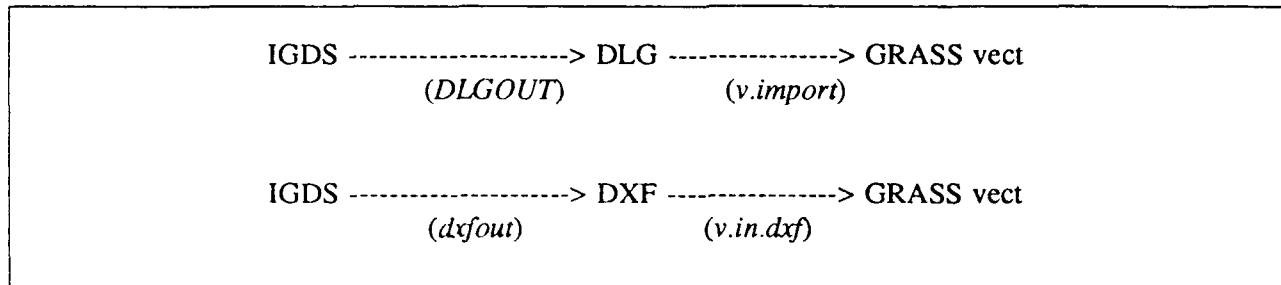 IGDS ----------------------> DLG -----------------> GRASS vect
(DLGOUT) (v.import)
IGDS ----------------------> DXF -----------------> GRASS vect
(dxfout) (v.in.dxf)